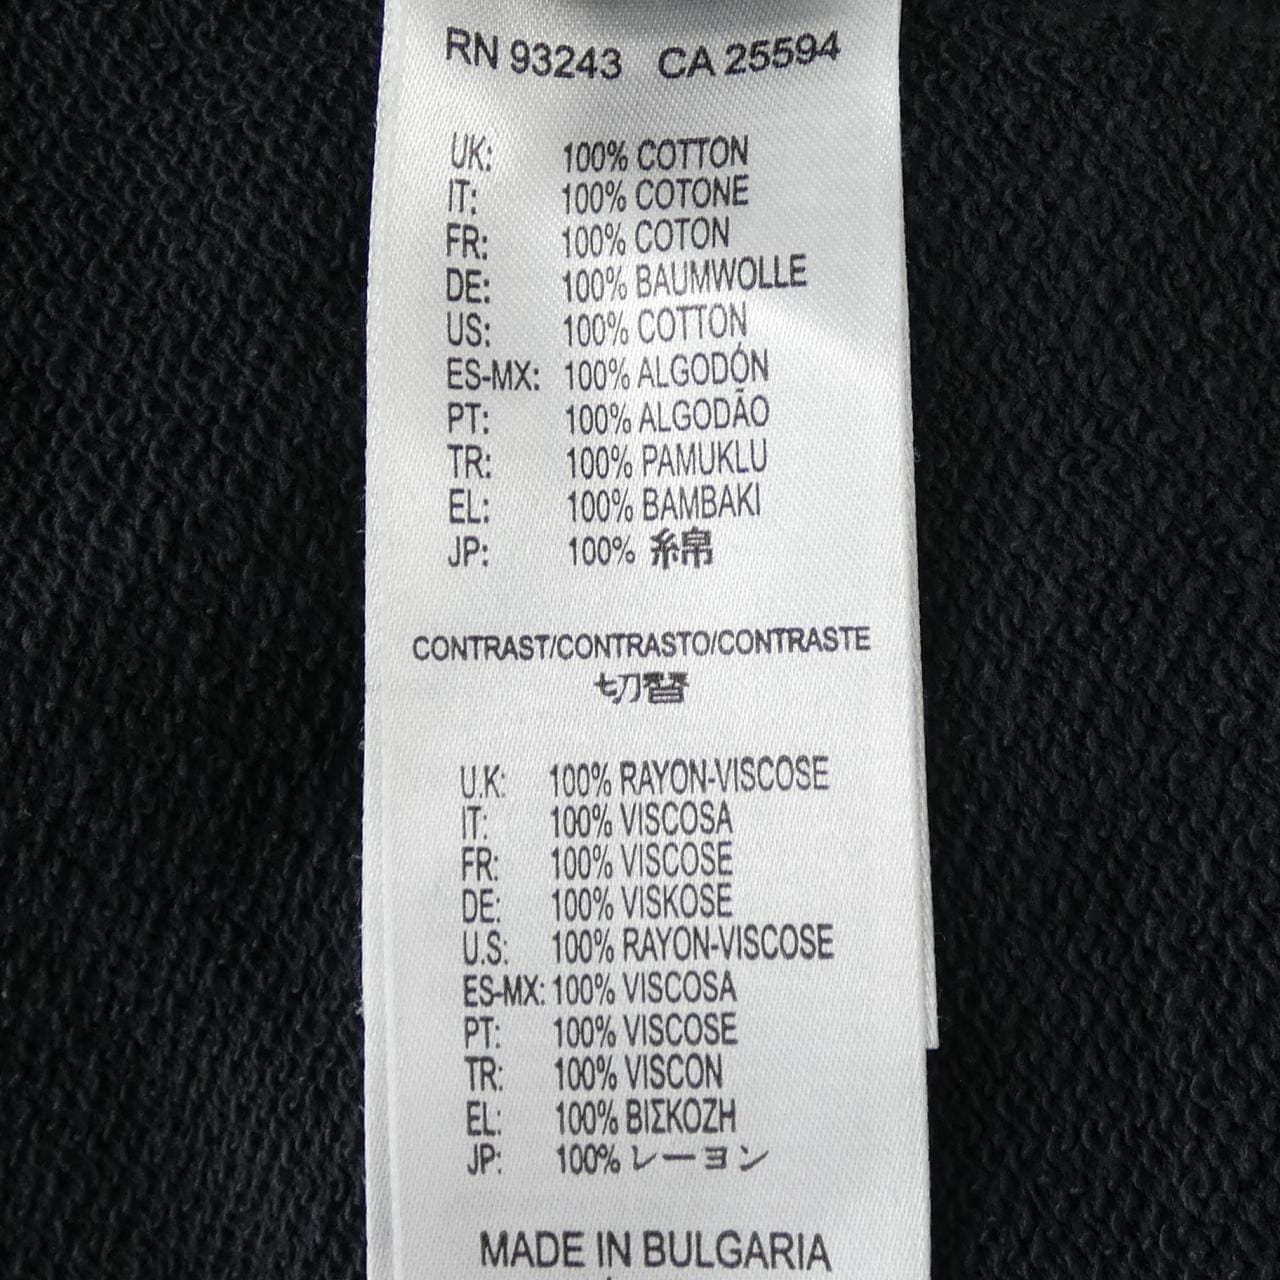 RN 93243 CA 25594
UK: 100% COTTON
IT: 100% COTONE
FR: 100% COTON
DE: 100% BAUMWOLLE
US: 100% COTTON
ES-MX: 100% ALGODÓN
PT: 100% ALGODÃO
TR: 100% PAMUKLU
EL: 100% BAMBAKI
JP: 100% 綿
CONTRAST/CONTRASTO/CONTRASTE
切替
U.K: 100% RAYON-VISCOSE
IT: 100% VISCOSA
FR: 100% VISCOSE
DE: 100% VISKOSE
U.S: 100% RAYON-VISCOSE
ES-MX: 100% VISCOSA
PT: 100% VISCOSE
TR: 100% VISCON
EL: 100% ΒΙΣΚΟΖΗ
JP: 100% レーヨン
MADE IN BULGARIA